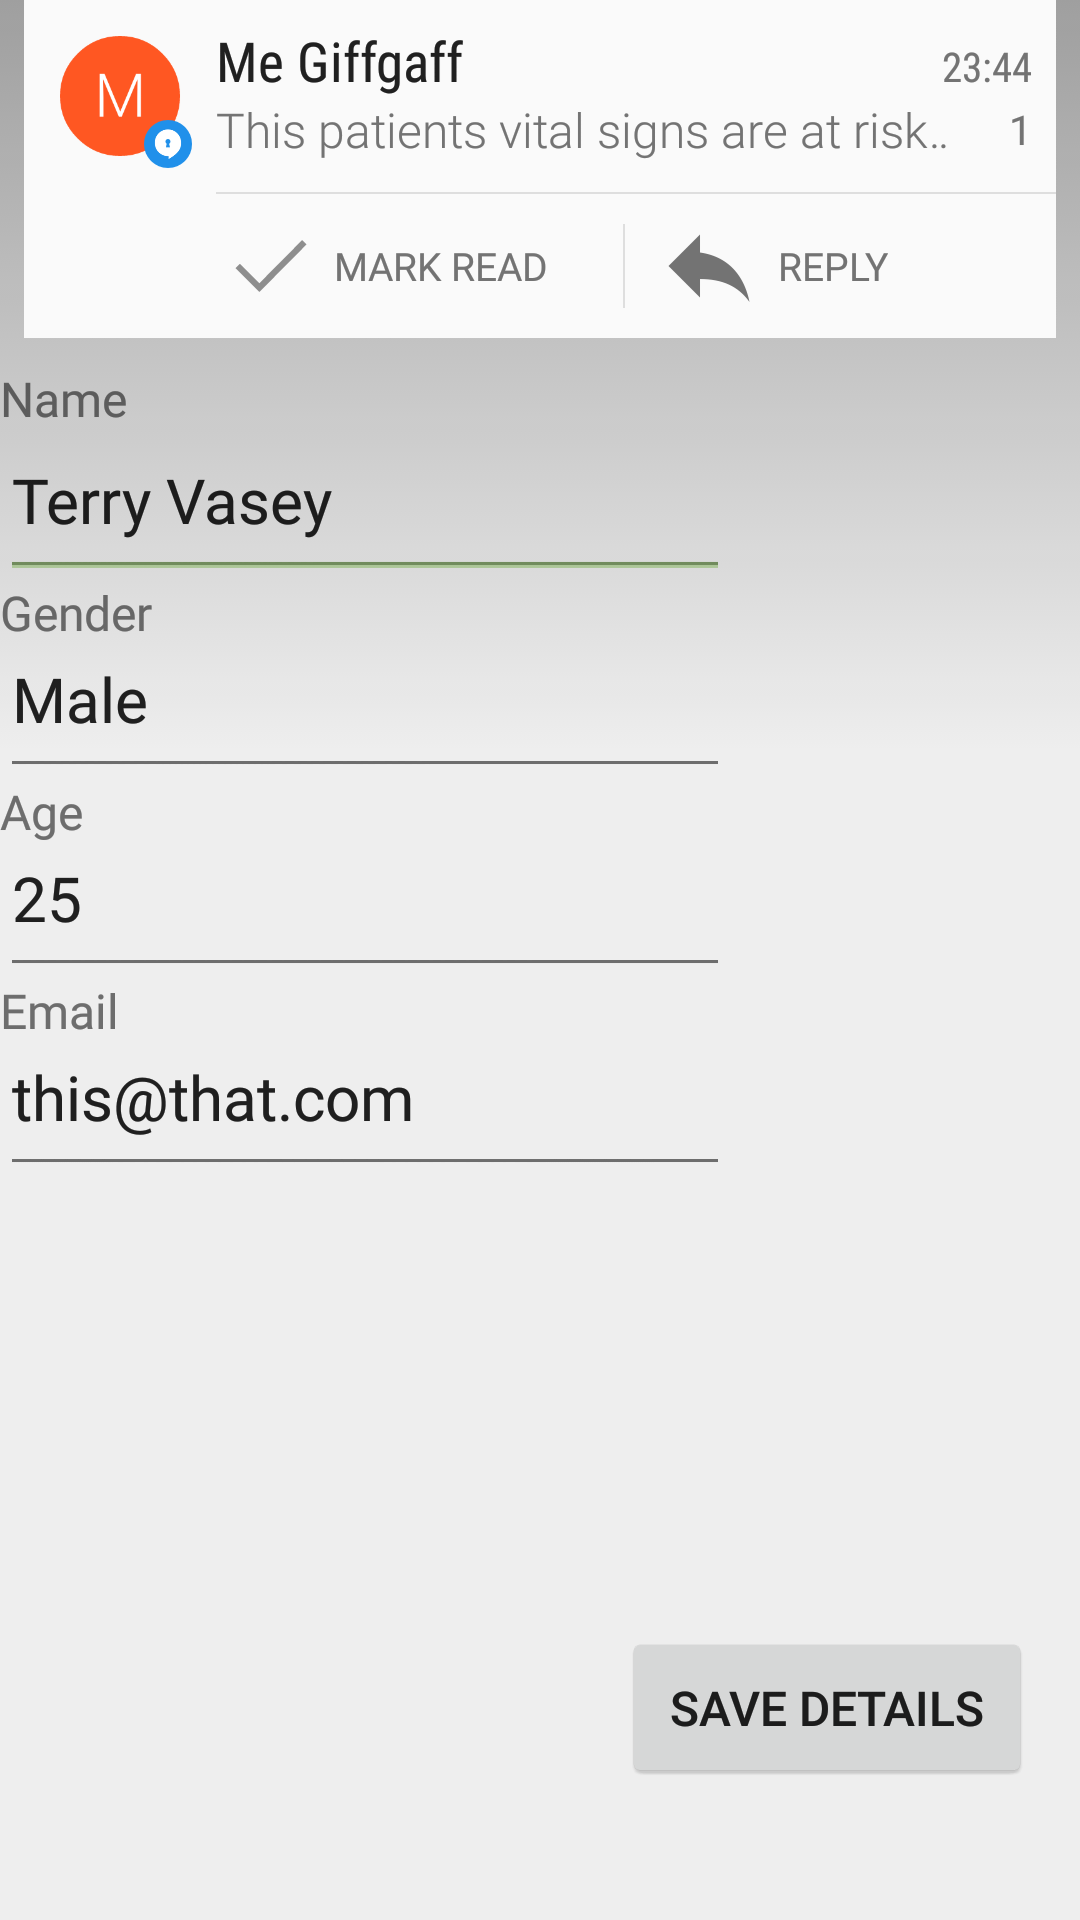 M
Me Giffgaff
23:44
This patients vital signs are at risk..
1
MARK READ
REPLY
Name
Terry Vasey
Gender
Male
Age
25
Email
this@that.com
SAVE DETAILS